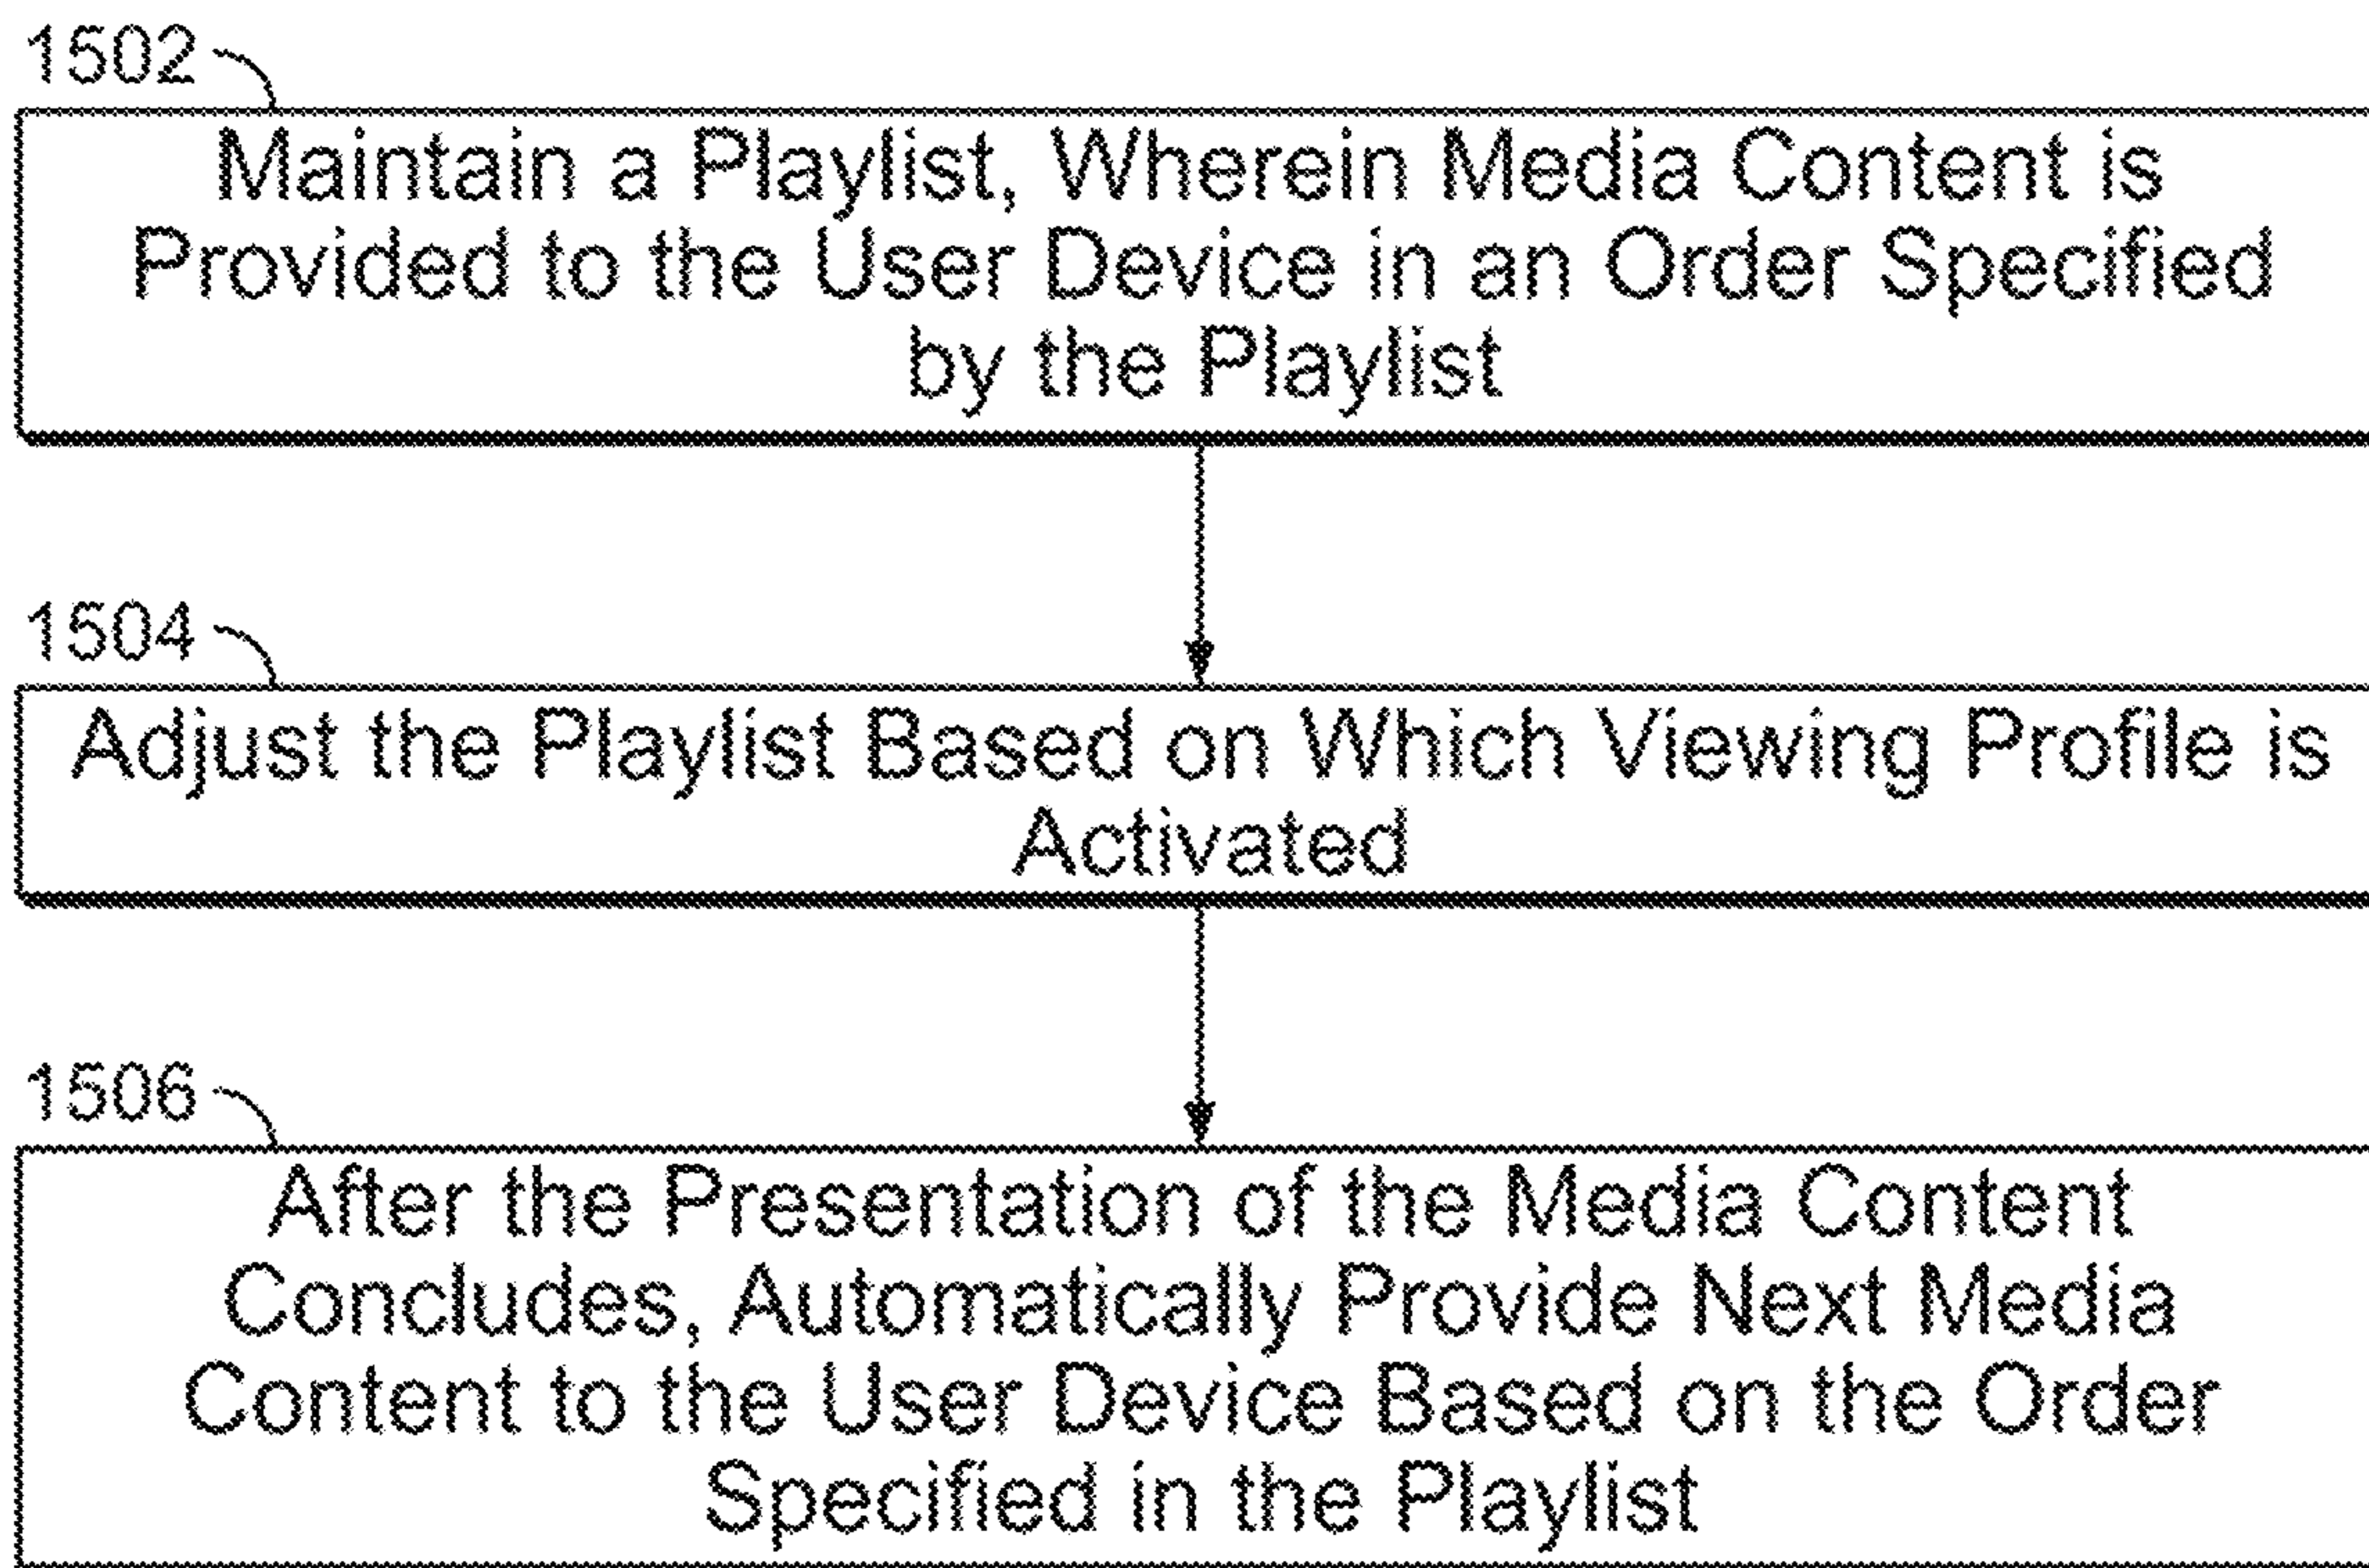 1502
Maintain a Playlist, Wherein Media Content is
Provided to the User Device in an Order Specified
by the Playlist
1504
Adjust the Playlist Based on Which Viewing Profile is
Activated
1506
After the Presentation of the Media Content
Concludes, Automatically Provide Next Media
Content to the User Device Based on the Order
Specified in the Playlist